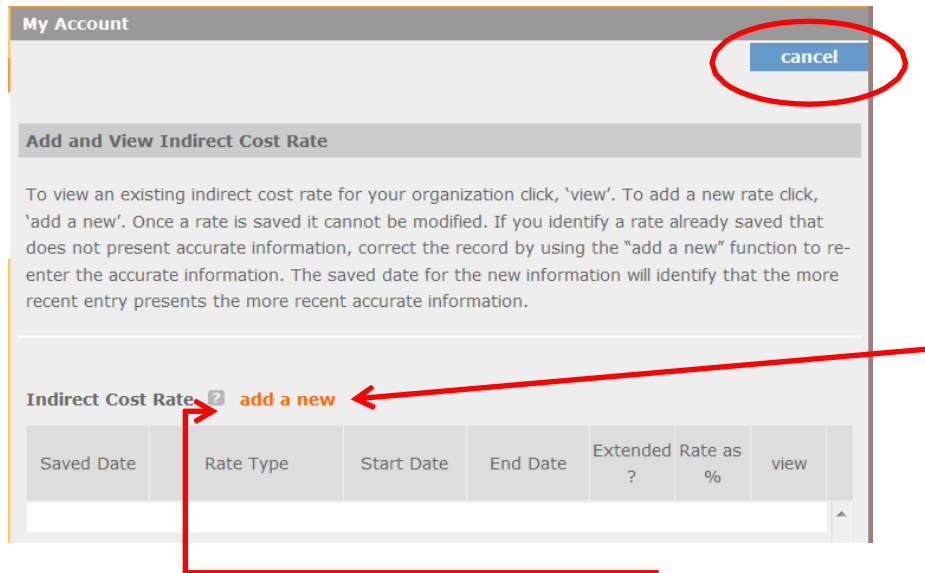 My Account
cancel
Add and View Indirect Cost Rate
To view an existing indirect cost rate for your organization click, ‘view’. To add a new rate click,
‘add a new’. Once a rate is saved it cannot be modified. If you identify a rate already saved that
does not present accurate information, correct the record by using the “add a new” function to re-
enter the accurate information. The saved date for the new information will identify that the more
recent entry presents the more recent accurate information.
Indirect Cost Rate ? add a new
Saved Date Rate Type Start Date End Date Extended ? Rate as % view